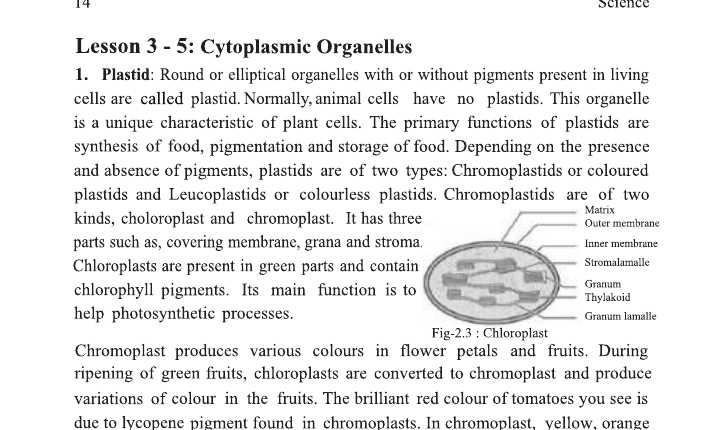 14 Science
Lesson 3 - 5: Cytoplasmic Organelles
1. Plastid: Round or elliptical organelles with or without pigments present in living
cells are called plastid. Normally, animal cells have no plastids. This organelle
is a unique characteristic of plant cells. The primary functions of plastids are
synthesis of food, pigmentation and storage of food. Depending on the presence
and absence of pigments, plastids are of two types: Chromoplastids or coloured
plastids and Leucoplastids or colourless plastids. Chromoplastids are of two
kinds, choloroplast and chromoplast. It has three
parts such as, covering membrane, grana and stroma.
Chloroplasts are present in green parts and contain
chlorophyll pigments. Its main function is to
help photosynthetic processes.
Matrix
Outer membrane
Inner membrane
Stromalamalle
Granum
Thylakoid
Granum lamalle
Fig-2.3 : Chloroplast
Chromoplast produces various colours in flower petals and fruits. During
ripening of green fruits, chloroplasts are converted to chromoplast and produce
variations of colour in the fruits. The brilliant red colour of tomatoes you see is
due to lycopene pigment found in chromoplasts. In chromoplast, yellow, orange